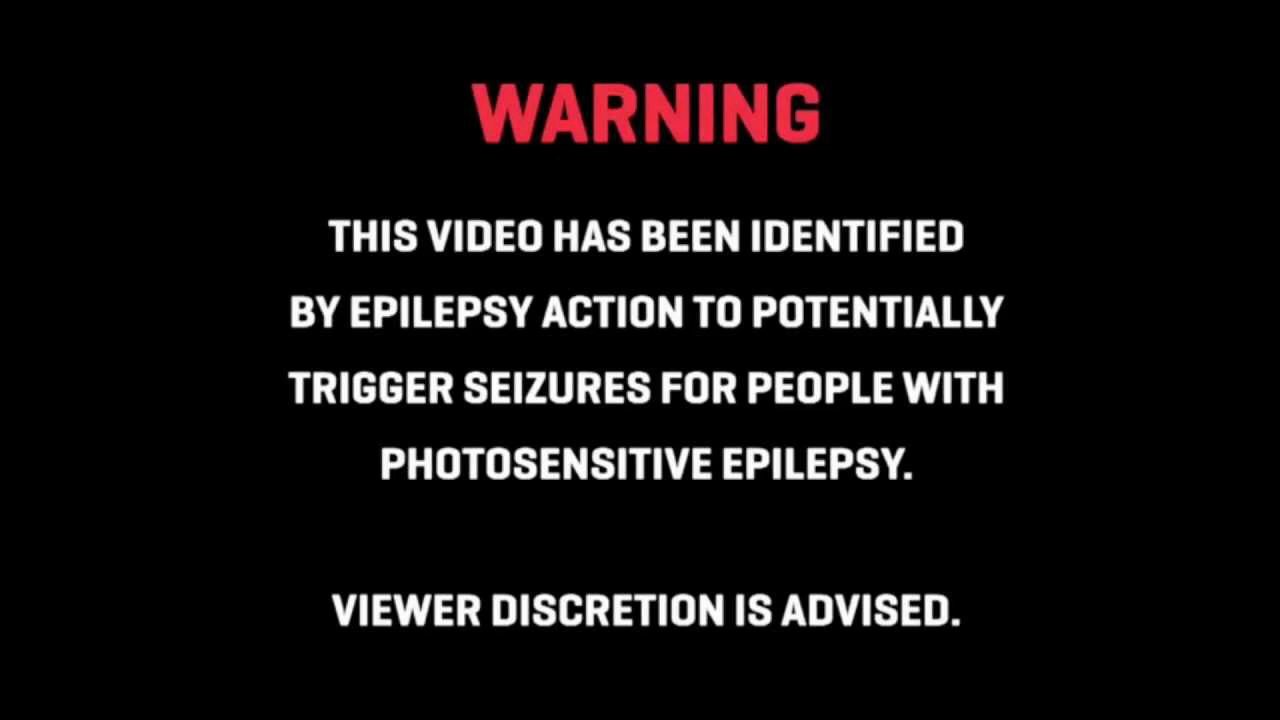 WARNING
THIS VIDEO HAS BEEN IDENTIFIED
BY EPILEPSY ACTION TO POTENTIALLY
TRIGGER SEIZURES FOR PEOPLE WITH
PHOTOSENSITIVE EPILEPSY.
VIEWER DISCRETION IS ADVISED.